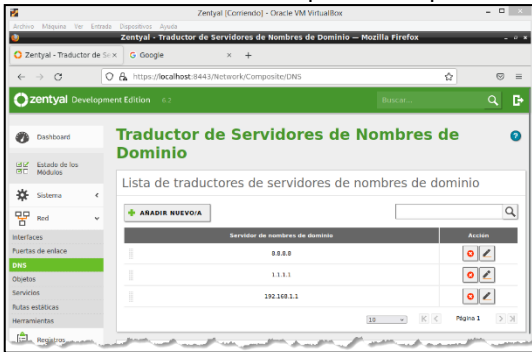 Zentyal [Corriendo] - Oracle VM VirtualBox
Archivo Máquina Ver Entrada Dispositivos Ayuda
Zentyal - Traductor de Servidores de Nombres de Dominio — Mozilla Firefox
Zentyal - Traductor de Se
Google
https://localhost:8443/Network/Composite/DNS
zentyal Development Edition 6.2
Buscar...
Dashboard
Estado de los
Módulos
Sistema
Red
Interfaces
Puertas de enlace
DNS
Objetos
Servicios
Rutas estáticas
Herramientas
Registros
Traductor de Servidores de Nombres de
Dominio
Lista de traductores de servidores de nombres de dominio
AÑADIR NUEVO/A
Servidor de nombres de dominio Acción
8.8.8.8
1.1.1.1
192.168.1.1
10 Página 1